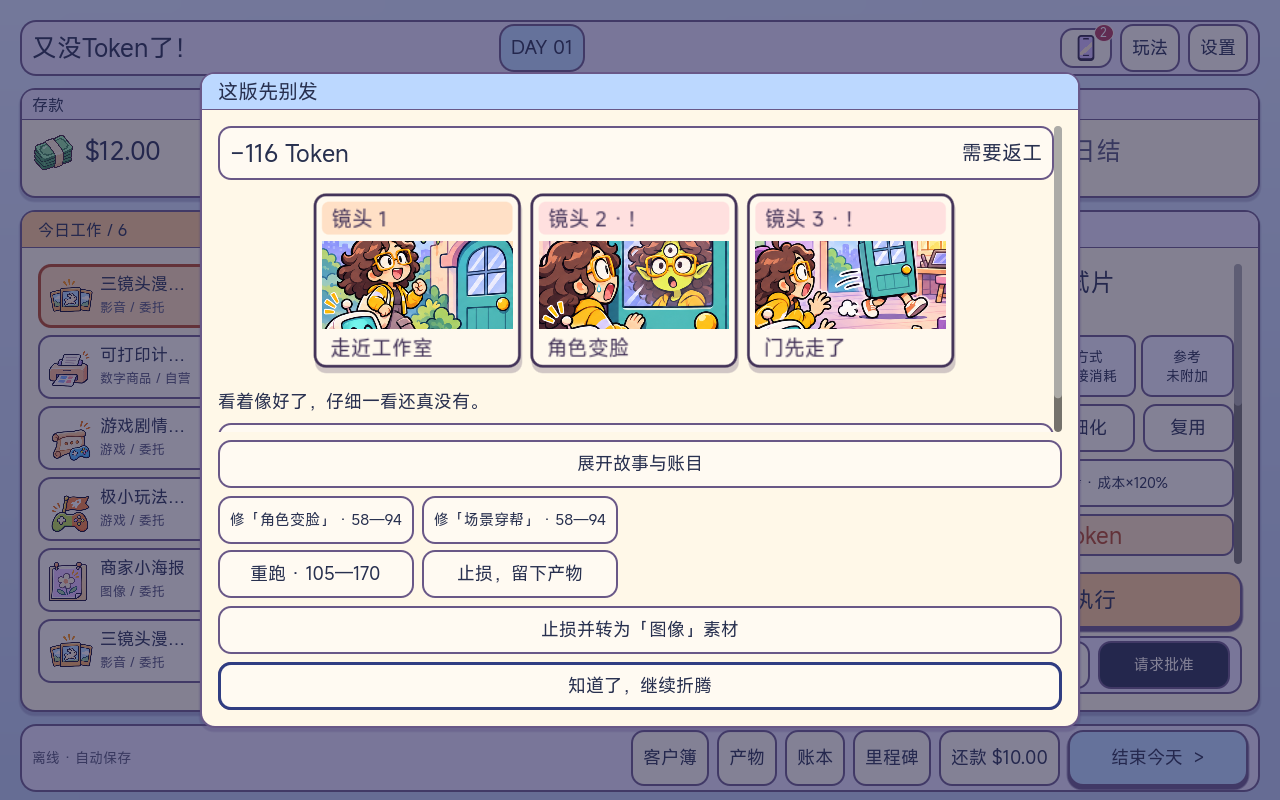 又没Token了!
DAY 01
2
玩法
设置
存款
$12.00
日结
今日工作 / 6
三镜头漫…
影音 / 委托
可打印计…
数字商品 / 自营
游戏剧情…
游戏 / 委托
极小玩法…
游戏 / 委托
商家小海报
图像 / 委托
三镜头漫…
影音 / 委托
这版先别发
−116 Token
需要返工
镜头 1
走近工作室
镜头 2 · !
角色变脸
镜头 3 · !
门先走了
看着像好了，仔细一看还真没有。
展开故事与账目
修「角色变脸」 · 58—94
修「场景穿帮」 · 58—94
重跑 · 105—170
止损，留下产物
止损并转为「图像」素材
知道了，继续折腾
试片
方式
接消耗
参考
未附加
细化
复用
· 成本×120%
oken
执行
请求批准
离线 · 自动保存
客户簿
产物
账本
里程碑
还款 $10.00
结束今天 >